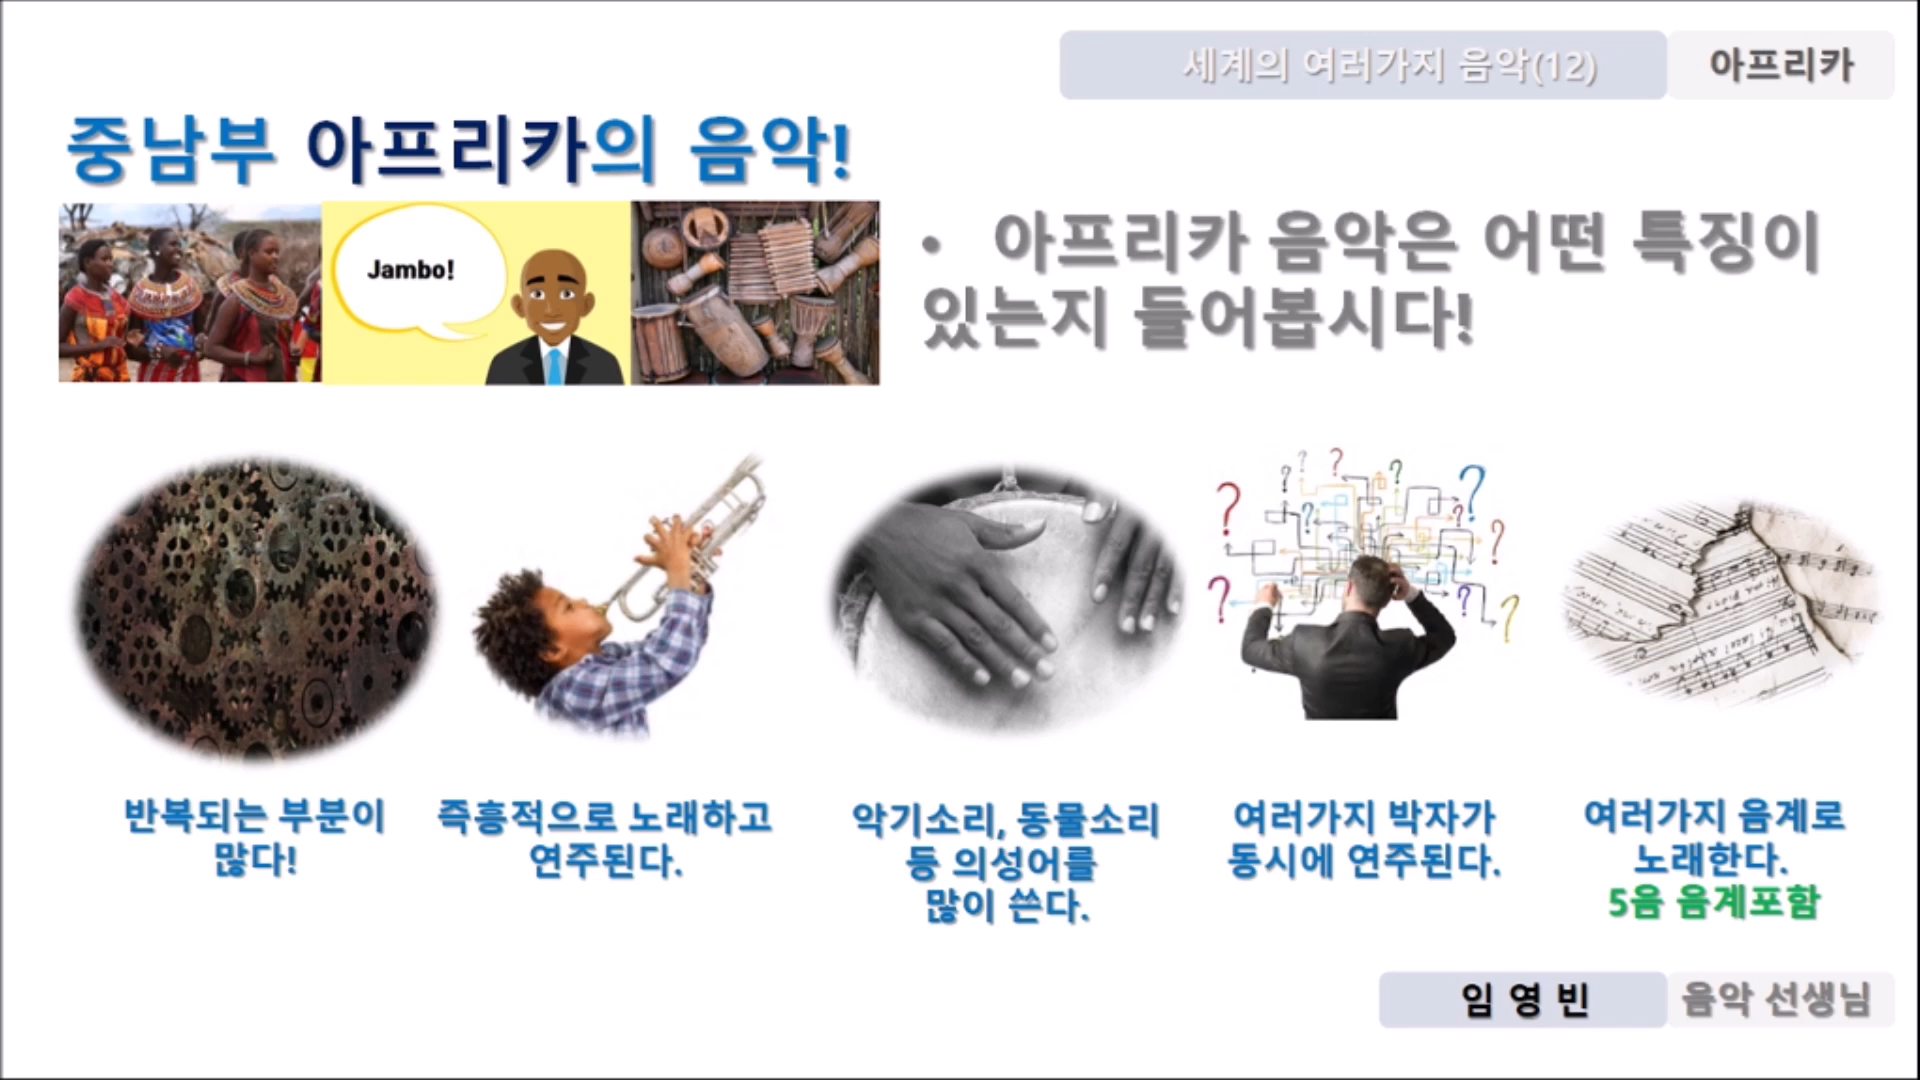 세계의 여러가지 음악(12)
아프리카
중남부 아프리카의 음악!
Jambo!
• 아프리카 음악은 어떤 특징이
있는지 들어봅시다!
반복되는 부분이
많다!
즉흥적으로 노래하고
연주된다.
악기소리, 동물소리
등 의성어를
많이 쓴다.
여러가지 박자가
동시에 연주된다.
여러가지 음계로
노래한다.
5음 음계포함
임 영 빈
음악 선생님